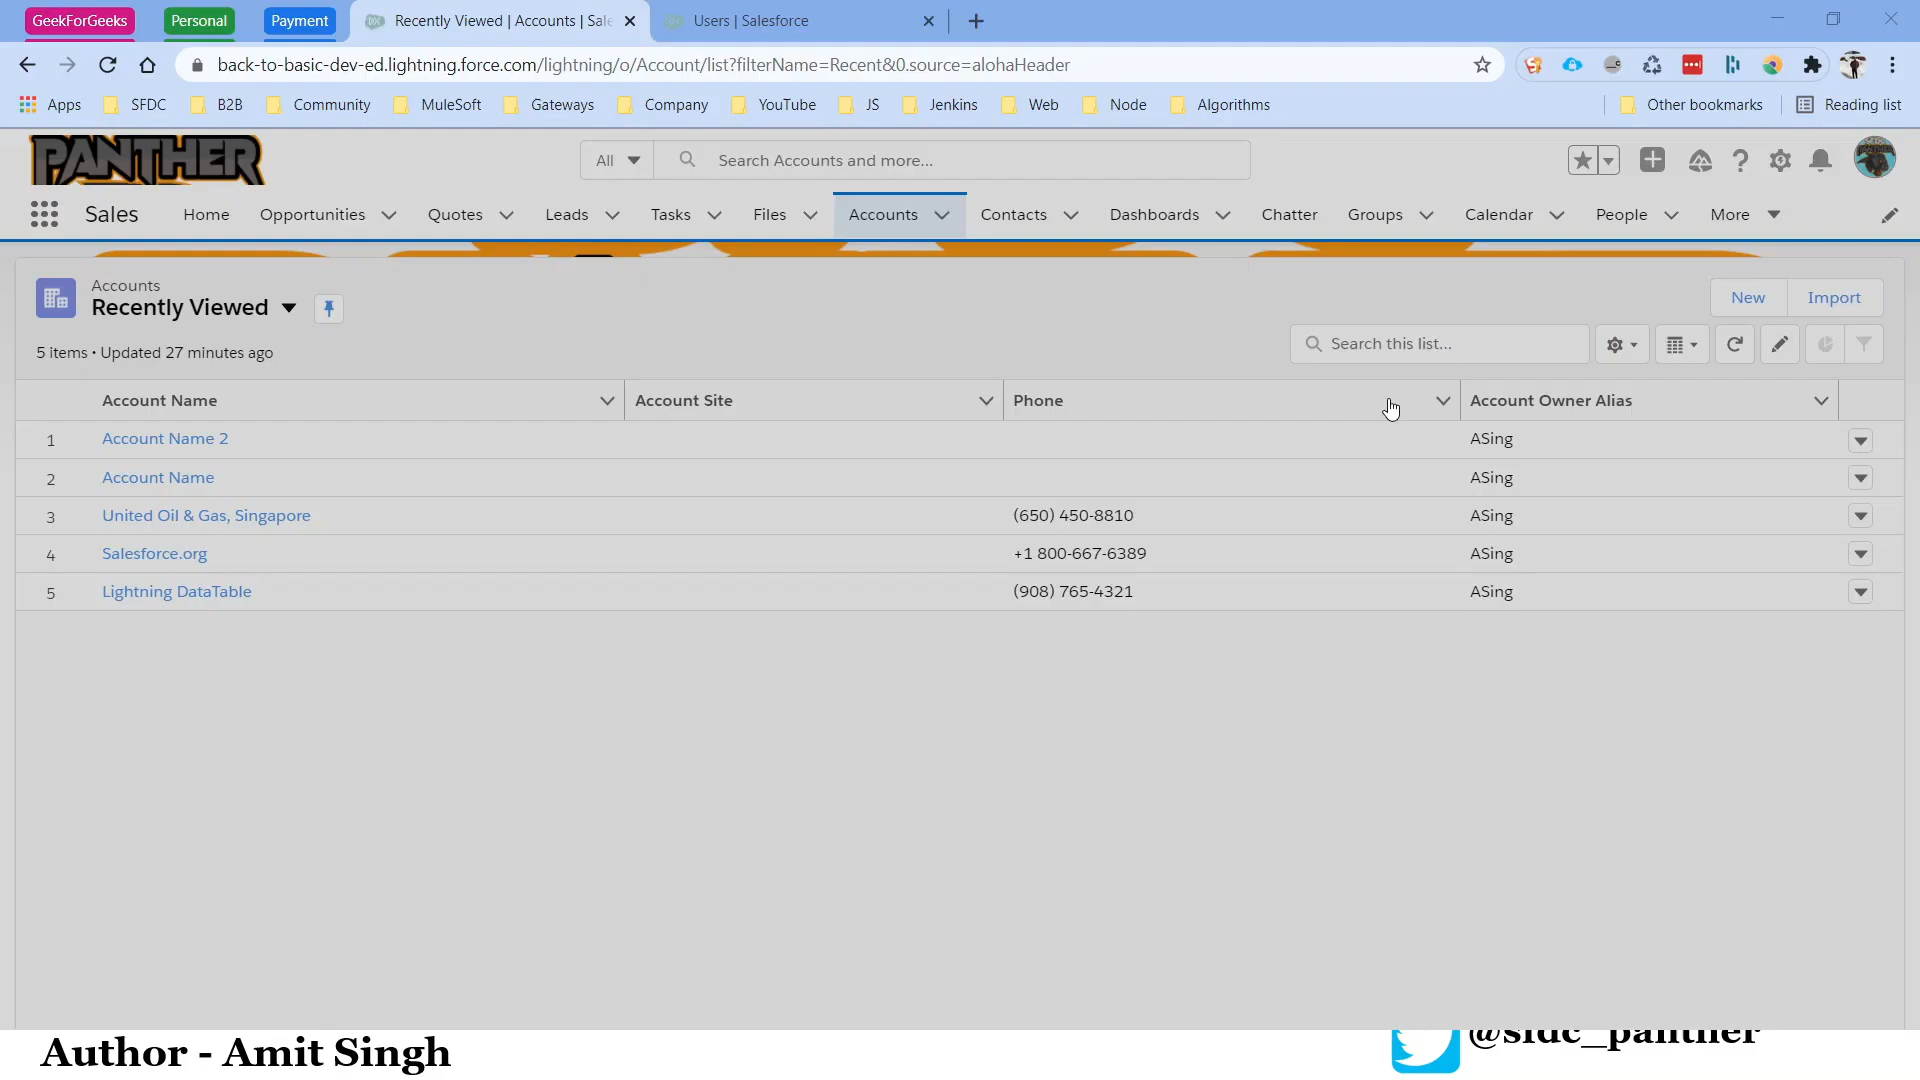 GeekForGeeks Personal Payment Recently Viewed | Accounts | Sale Users | Salesforce
back-to-basic-dev-ed.lightning.force.com/lightning/o/Account/list?filterName=Recent&0.source=alohaHeader
Apps SFDC B2B Community MuleSoft Gateways Company YouTube JS Jenkins Web Node Algorithms Other bookmarks Reading list
PANTHER All Search Accounts and more...
Sales Home Opportunities Quotes Leads Tasks Files Accounts Contacts Dashboards Chatter Groups Calendar People More
Accounts
Recently Viewed New Import
5 items • Updated 27 minutes ago Search this list...
Account Name Account Site Phone Account Owner Alias
1 Account Name 2 ASing
2 Account Name ASing
3 United Oil & Gas, Singapore (650) 450-8810 ASing
4 Salesforce.org +1 800-667-6389 ASing
5 Lightning DataTable (908) 765-4321 ASing
Author - Amit Singh @sfdc_panther